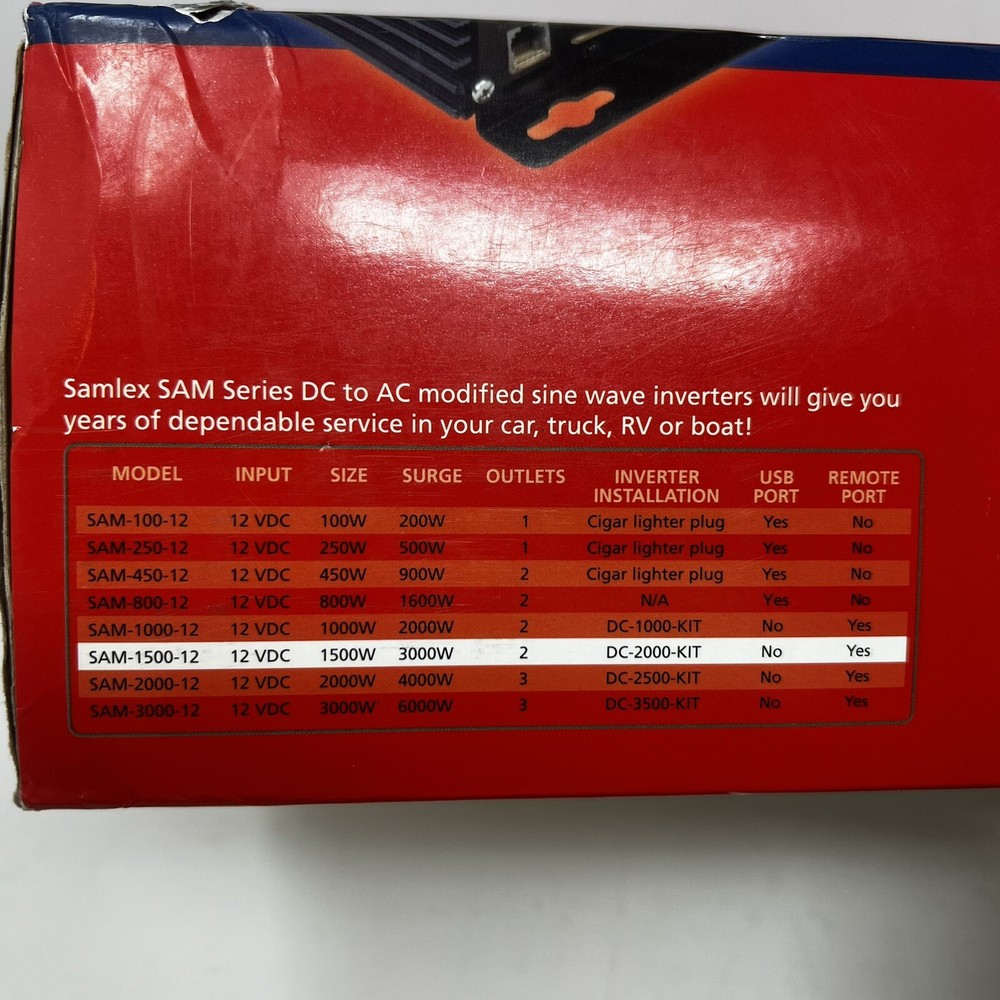 Samlex SAM Series DC to AC modified sine wave inverters will give you
years of dependable service in your car, truck, RV or boat!
MODEL INPUT SIZE SURGE OUTLETS INVERTER INSTALLATION USB PORT REMOTE PORT
SAM-100-12 12 VDC 100W 200W 1 Cigar lighter plug Yes No
SAM-250-12 12 VDC 250W 500W 1 Cigar lighter plug Yes No
SAM-450-12 12 VDC 450W 900W 2 Cigar lighter plug Yes No
SAM-800-12 12 VDC 800W 1600W 2 N/A Yes No
SAM-1000-12 12 VDC 1000W 2000W 2 DC-1000-KIT No Yes
SAM-1500-12 12 VDC 1500W 3000W 2 DC-2000-KIT No Yes
SAM-2000-12 12 VDC 2000W 4000W 3 DC-2500-KIT No Yes
SAM-3000-12 12 VDC 3000W 6000W 3 DC-3500-KIT No Yes